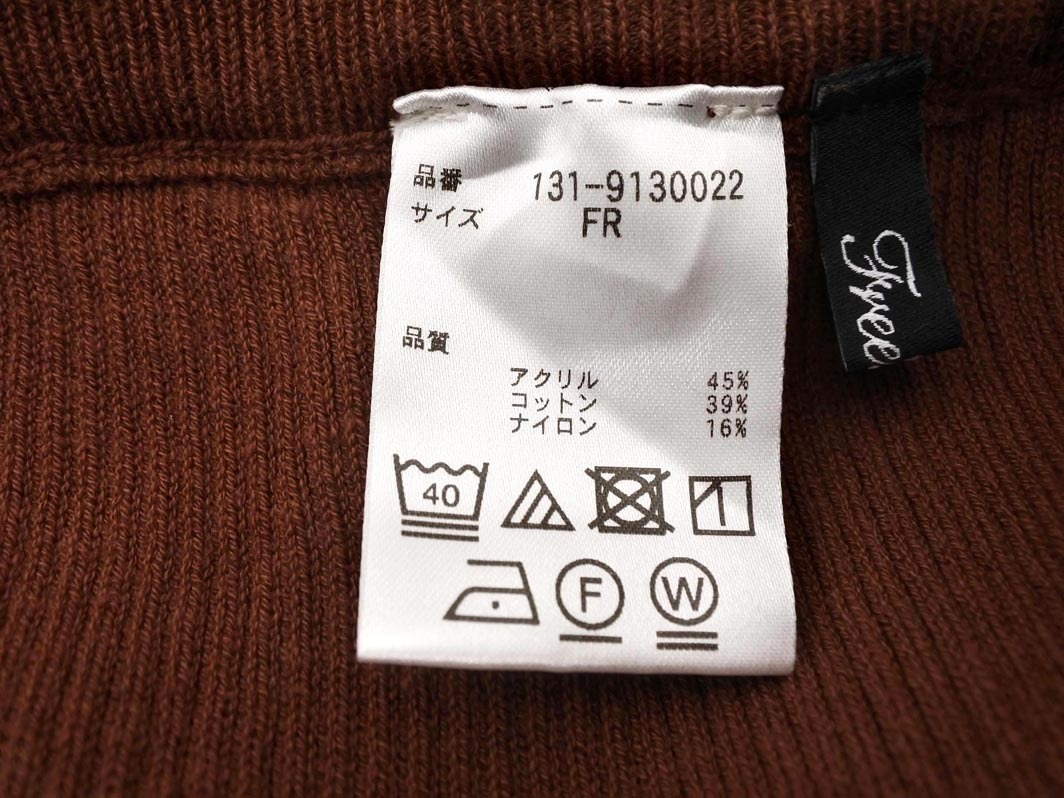 品番 131-9130022
サイズ FR
品質
アクリル 45%
コットン 39%
ナイロン 16%
40
F
W